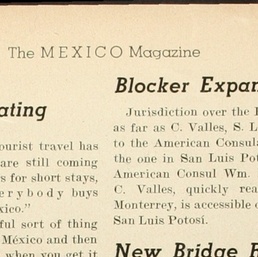 The MEXICO Magazine
ating
ourist travel has
are still coming
s for short stays,
erybody buys
xico."
ful sort of thing
México and then
when you get it
Blocker Expan
Jurisdiction over the
as far as C. Valles, S. L
to the American Consula
the one in San Luis Pot
American Consul Wm.
C. Valles, quickly rea
Monterrey, is accessible
San Luis Potosí.
New Bridge